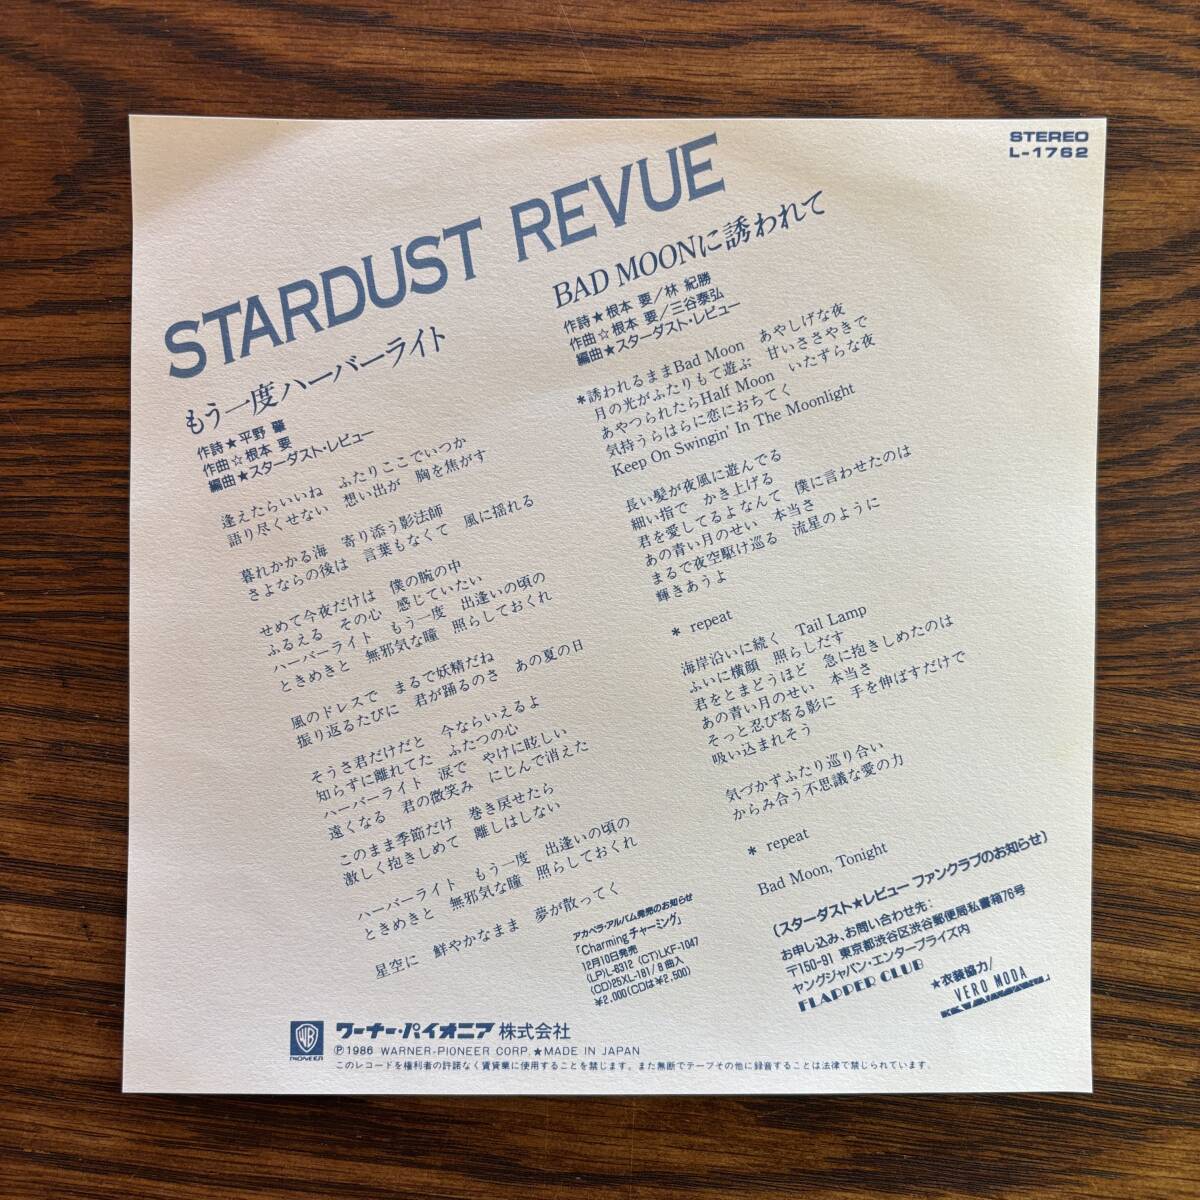 STEREO
L-1762
STARDUST REVUE
もう一度ハーバーライト
作詩★平野 肇
作曲☆根本 要
編曲★スターダスト・レビュー
逢えたらいいね ふたりここでいつか
語り尽くせない 想い出が 胸を焦がす
暮れかかる海 寄り添う影法師
さよならの後は 言葉もなくて 風に揺れる
せめて今夜だけは 僕の腕の中
ふるえる その心 感じていたい
ハーバーライト もう一度 出逢いの頃の
ときめきと 無邪気な瞳 照らしておくれ
風のドレスで まるで妖精だね
振り返るたびに 君が踊るのさ あの夏の日
そうさ君だけだと 今ならいえるよ
知らずに離れてた ふたつの心
ハーバーライト 涙で やけに眩しい
遠くなる 君の微笑み にじんで消えた
このまま季節だけ 巻き戻せたら
激しく抱きしめて 離しはしない
ハーバーライト もう一度 出逢いの頃の
ときめきと 無邪気な瞳 照らしておくれ
星空に 鮮やかなまま 夢が散ってく
BAD MOONに誘われて
作詩★根本 要/林 紀勝
作曲☆根本 要/三谷泰弘
編曲★スターダスト・レビュー
*誘われるままBad Moon あやしげな夜
月の光がふたりもて遊ぶ 甘いささやきで
あやつられたらHalf Moon いたずらな夜
気持うらはらに恋におちてく
Keep On Swingin' In The Moonlight
長い髪が夜風に遊んでる
細い指で かき上げる
君を愛してるよなんて 僕に言わせたのは
あの青い月のせい 本当さ
まるで夜空駆け巡る 流星のように
輝きあうよ
* repeat
海岸沿いに続く Tail Lamp
ふいに横顔 照らしだす
君をとまどうほど 急に抱きしめたのは
あの青い月のせい 本当さ
そっと忍び寄る影に 手を伸ばすだけで
吸い込まれそう
気づかずふたり巡り合い
からみ合う不思議な愛の力
* repeat
Bad Moon, Tonight
アカペラ・アルバム発売のお知らせ
「Charmingチャーミング」
12月10日発売
(LP)L-6312 (CT)LKF-1047
(CD)25XL-181/8曲入
¥2,000(CDは¥2,500)
(スターダスト★レビュー ファンクラブのお知らせ)
お申し込み、お問い合わせ先:
〒150-91 東京都渋谷区渋谷郵便局私書箱76号
ヤングジャパン・エンタープライズ内
FLAPPER CLUB
★衣装協力/
VERO MODA
WB
PIONEER
ワーナー・パイオニア株式会社
Ⓟ1986 WARNER-PIONEER CORP.★MADE IN JAPAN
このレコードを権利者の許諾なく賃貸業に使用することを禁じます。また無断でテープその他に録音することは法律で禁じられています。